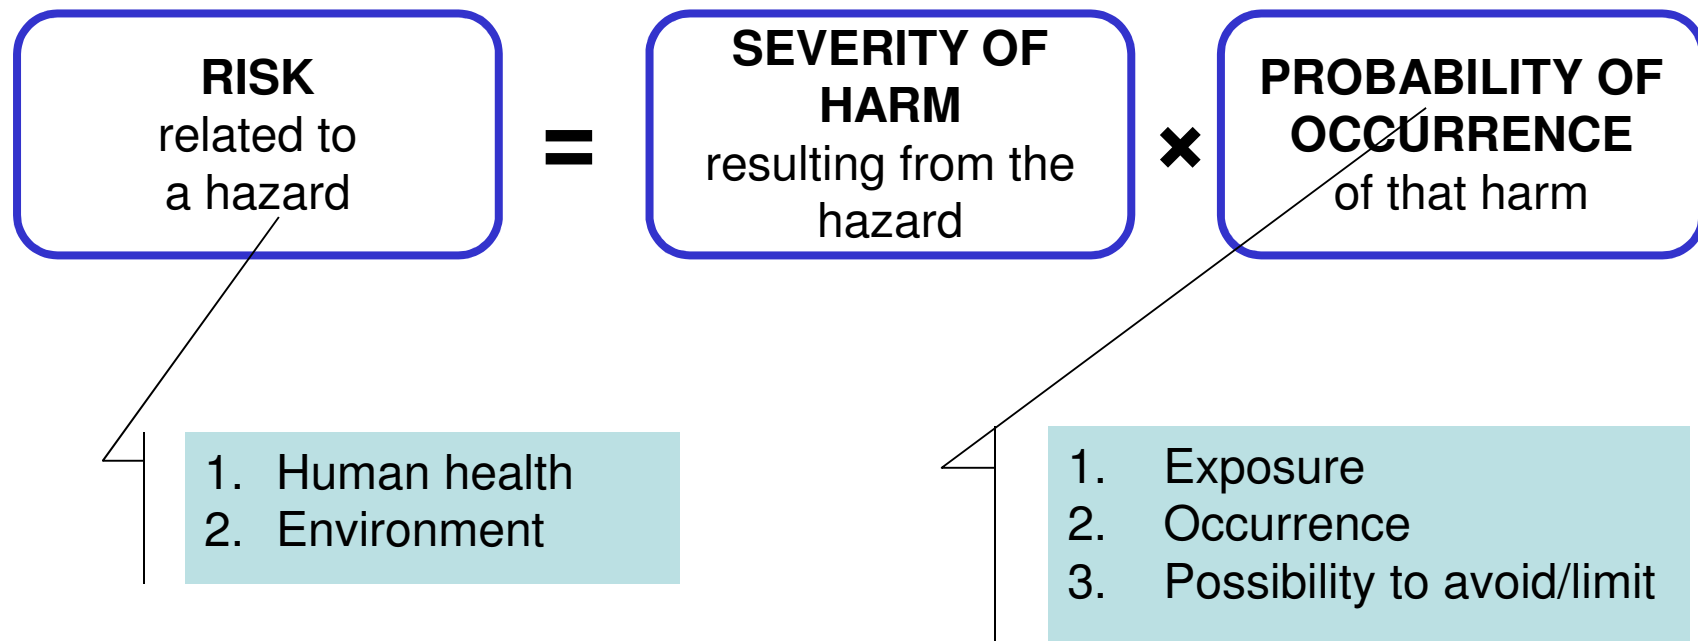 RISK
related to
a hazard
=
SEVERITY OF
HARM
resulting from the
hazard
×
PROBABILITY OF
OCCURRENCE
of that harm
1. Human health
2. Environment
1. Exposure
2. Occurrence
3. Possibility to avoid/limit